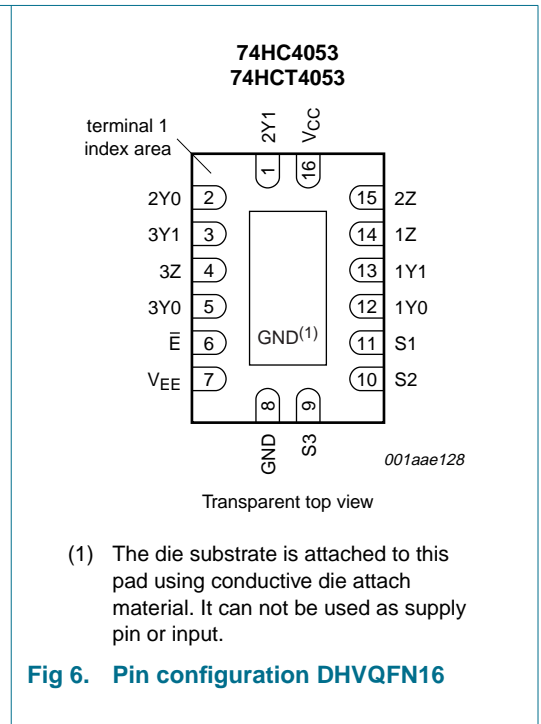 74HC4053
74HCT4053
terminal 1
index area
2Y1
VCC
1
16
2Y0 2
15 2Z
3Y1 3
14 1Z
3Z 4
13 1Y1
3Y0 5
12 1Y0
E̅ 6
GND(1)
11 S1
VEE 7
10 S2
8
9
GND
S3
001aae128
Transparent top view
(1) The die substrate is attached to this
pad using conductive die attach
material. It can not be used as supply
pin or input.
Fig 6. Pin configuration DHVQFN16